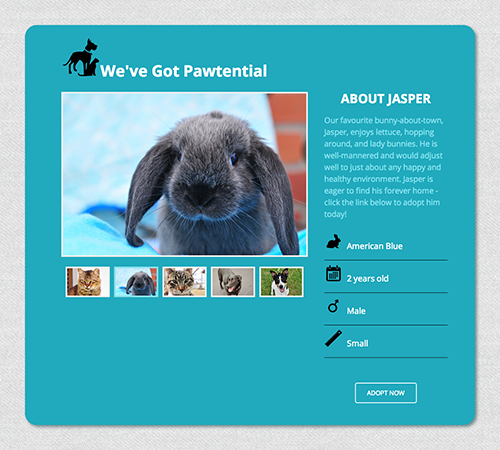 We've Got Pawtential
ABOUT JASPER
Our favourite bunny-about-town,
Jasper, enjoys lettuce, hopping
around, and lady bunnies. He is
well-mannered and would adjust
well to just about any happy and
healthy environment. Jasper is
eager to find his forever home -
click the link below to adopt him
today!
American Blue
2 years old
Male
Small
ADOPT NOW